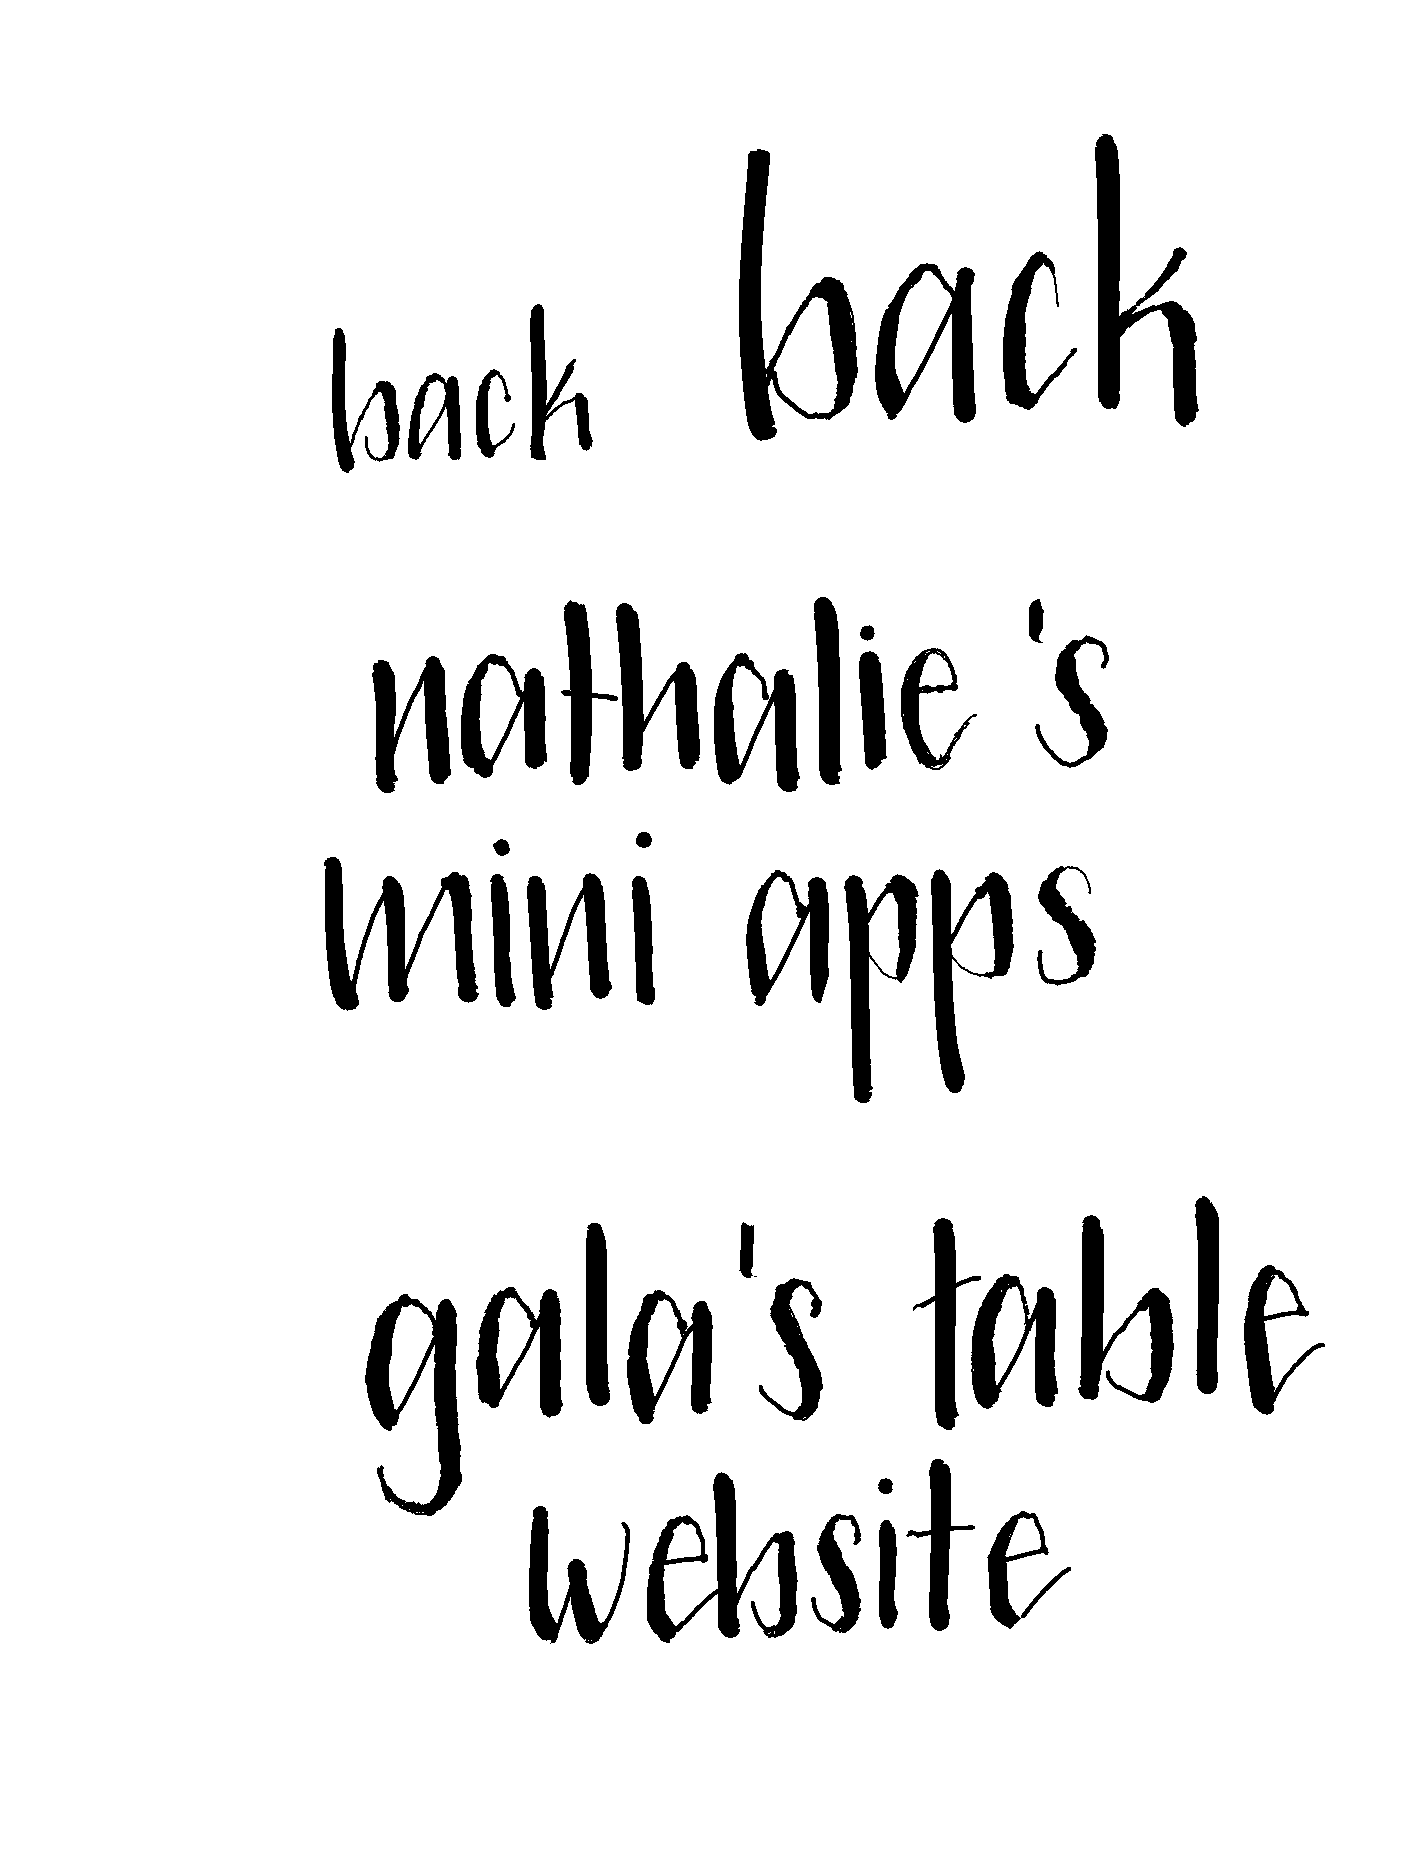 back back
nathalie's
mini apps
gala's table
website